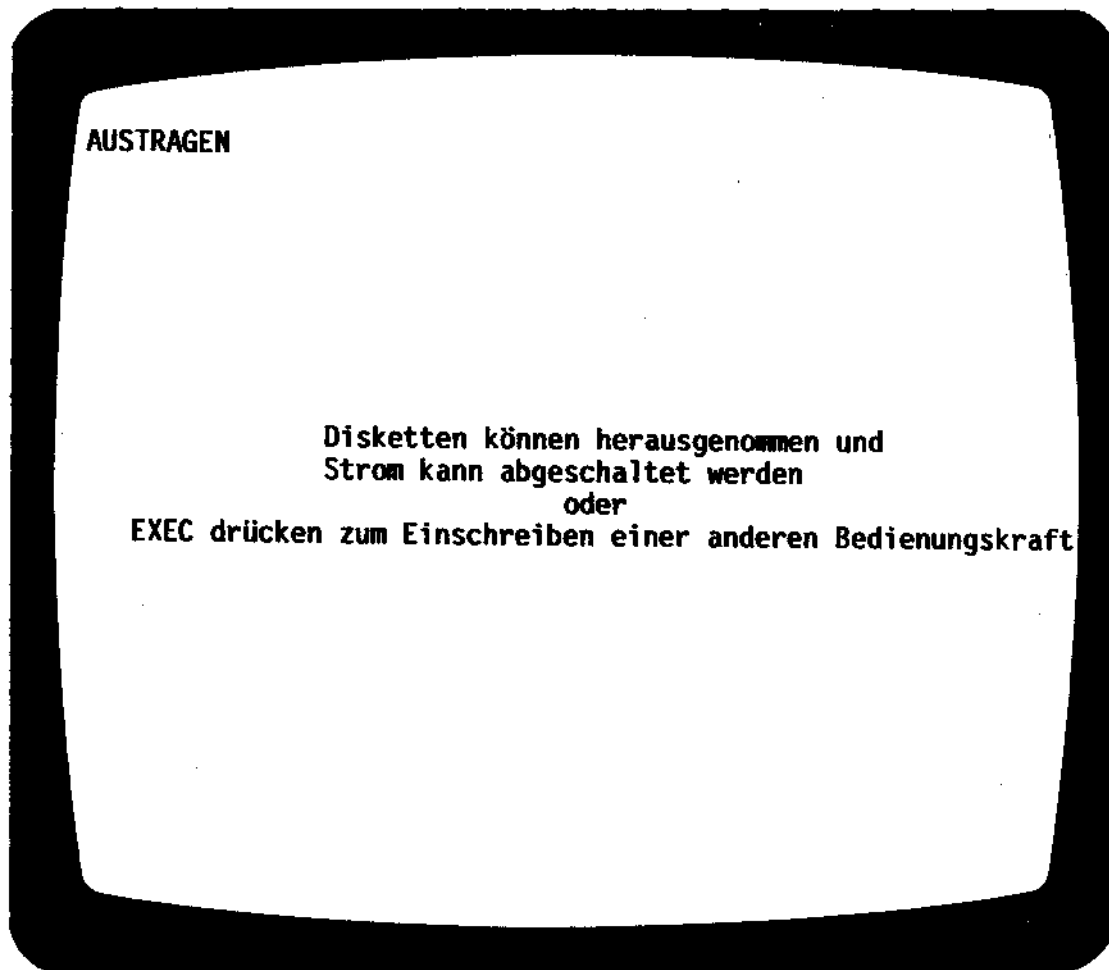 AUSTRAGEN
Disketten können herausgenommen und
Strom kann abgeschaltet werden
oder
EXEC drücken zum Einschreiben einer anderen Bedienungskraft